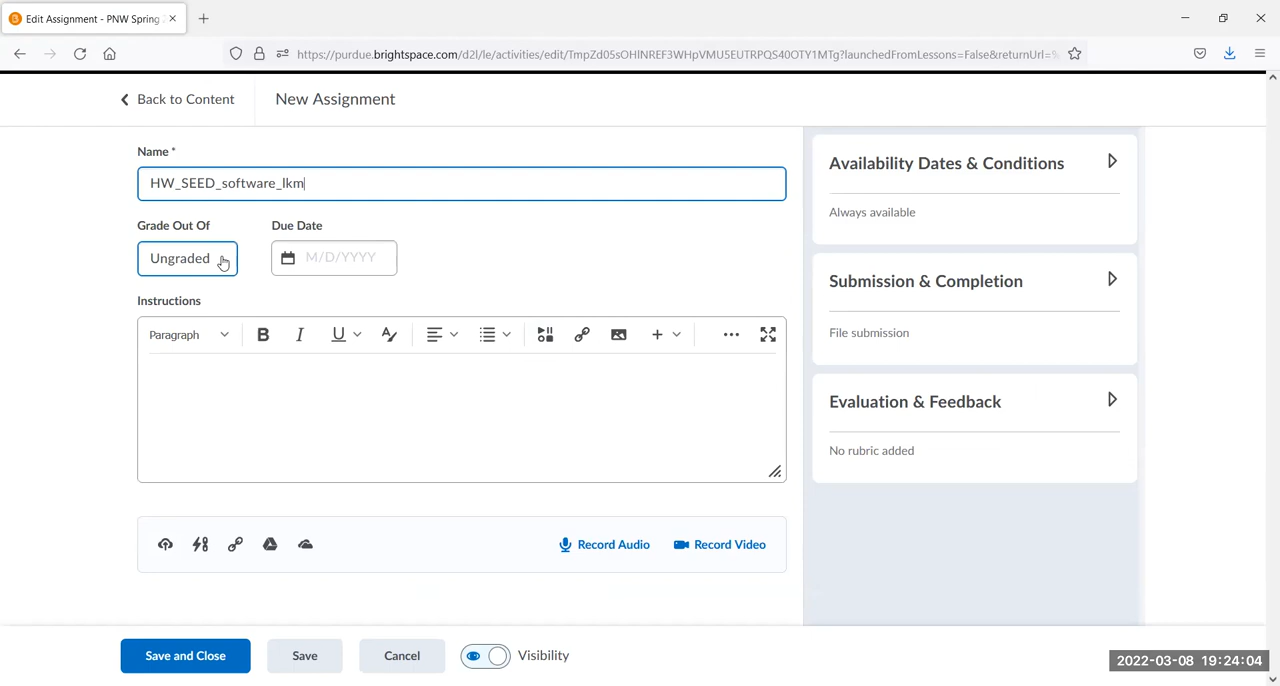 Edit Assignment - PNW Spring
https://purdue.brightspace.com/d2l/le/activities/edit/TmpZd05sOHlNREF3WHpVMU5EUTRPQS40OTY1MTg?launchedFromLessons=False&returnUrl=%
Back to Content
New Assignment
Name *
HW_SEED_software_lkm
Grade Out Of
Due Date
Ungraded
M/D/YYYY
Instructions
Paragraph
B I U
Record Audio
Record Video
Availability Dates & Conditions
Always available
Submission & Completion
File submission
Evaluation & Feedback
No rubric added
Save and Close
Save
Cancel
Visibility
2022-03-08 19:24:04